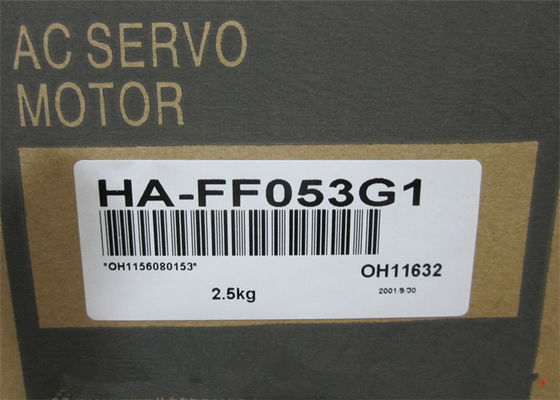 AC SERVO
MOTOR
HA-FF053G1
*OH1156080153*
OH11632
2.5kg
2001/9/30